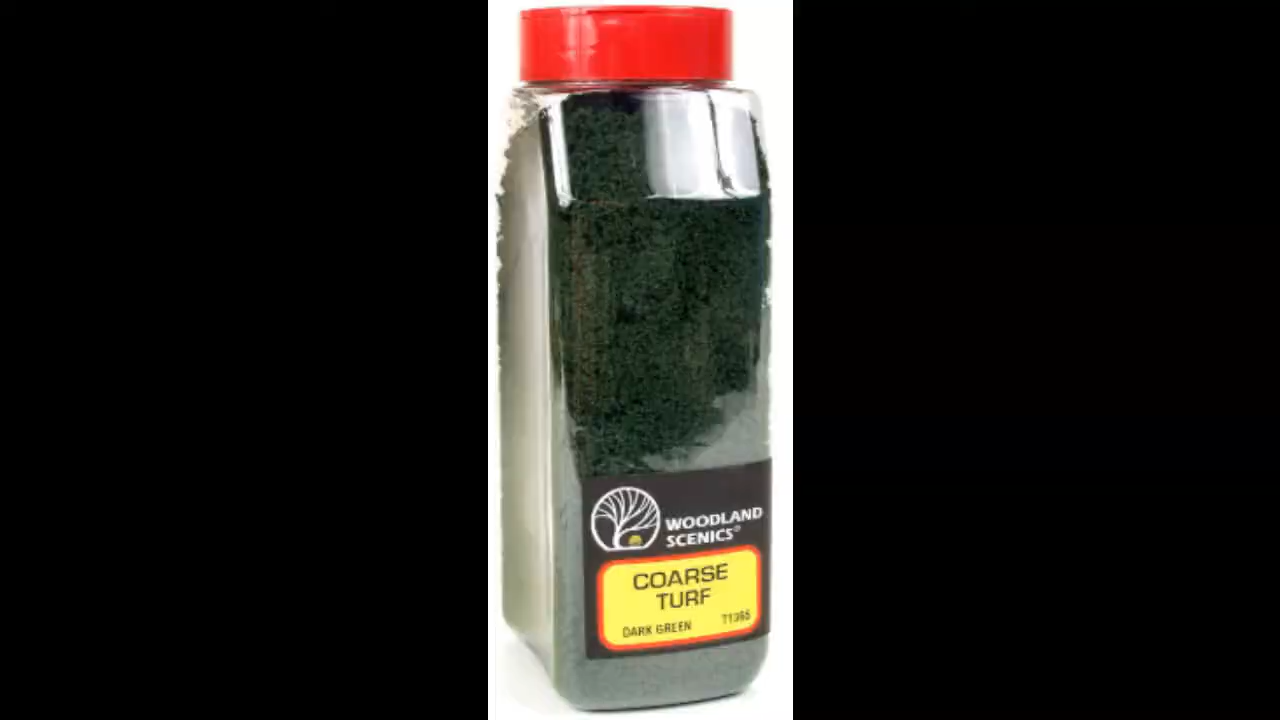 WOODLAND
SCENICS®
COARSE
TURF
DARK GREEN T1365